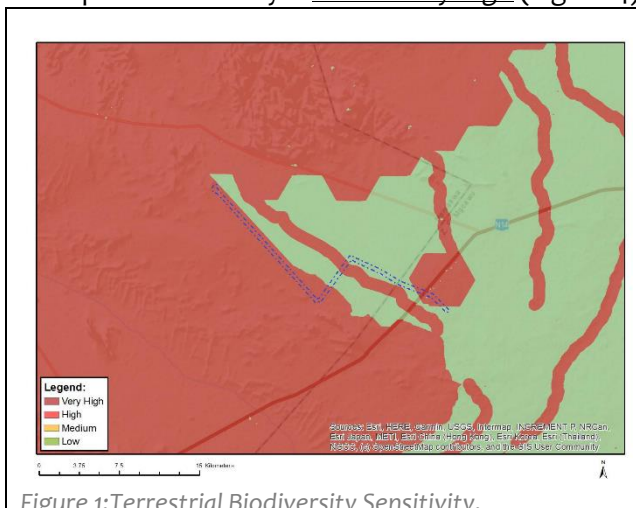 Legend:
Very High
High
Medium
Low
Sources: Esri, HERE, Garmin, USGS, Intermap, INCREMENT P, NRCan,
Esri Japan, METI, Esri China (Hong Kong), Esri Korea, Esri (Thailand),
NGCC, (c) OpenStreetMap contributors, and the GIS User Community
0 3.75 7.5 15 Kilometers
N
Figure 1:Terrestrial Biodiversity Sensitivity.